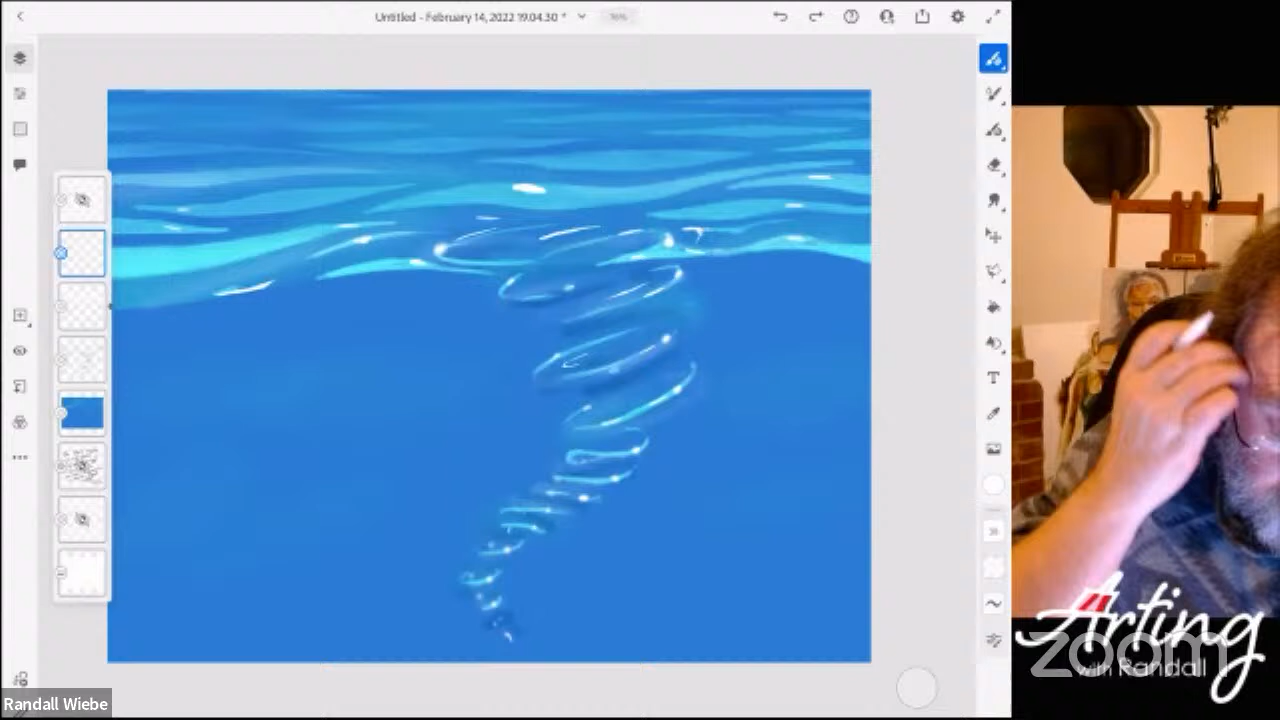 Untitled - February 14, 2022 19.04.30 *
T
Arting
with Randall
zoom
Randall Wiebe